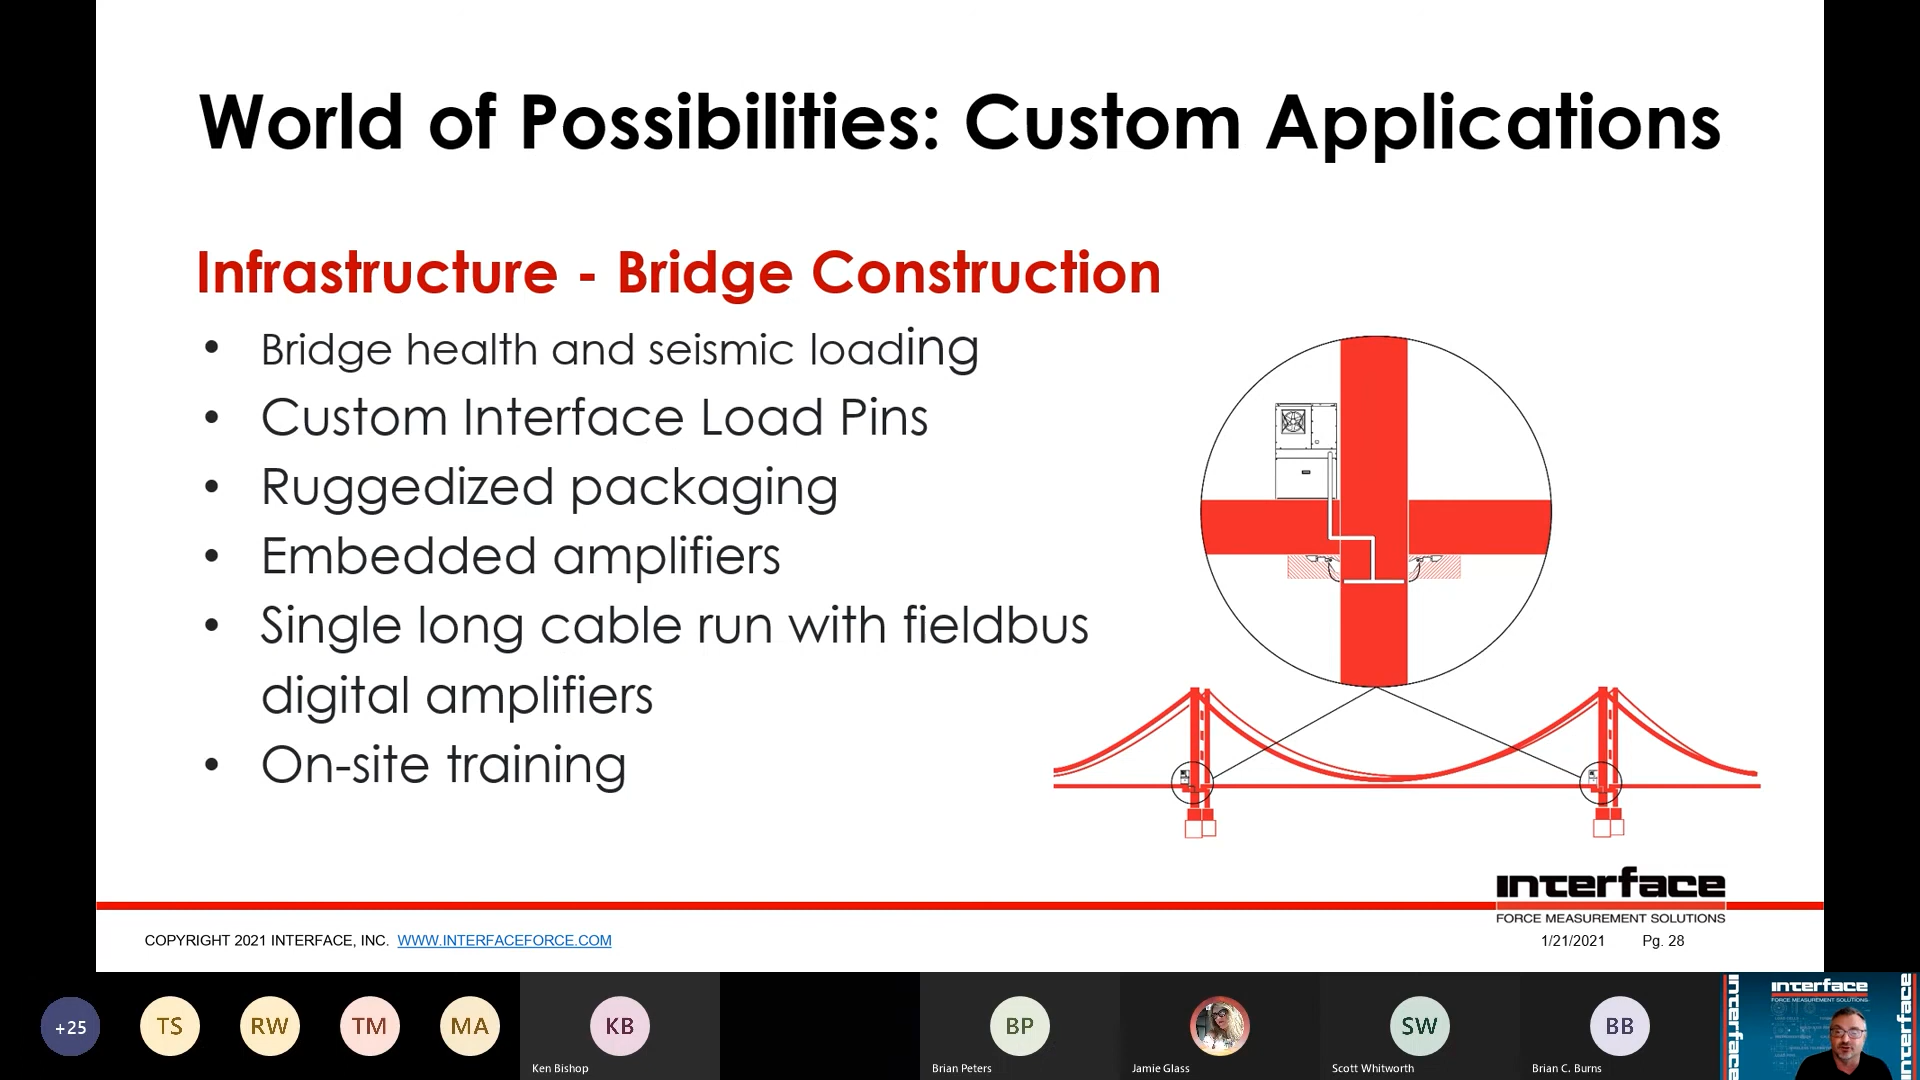 World of Possibilities: Custom Applications
Infrastructure - Bridge Construction
• Bridge health and seismic loading
• Custom Interface Load Pins
• Ruggedized packaging
• Embedded amplifiers
• Single long cable run with fieldbus
digital amplifiers
• On-site training
interface
FORCE MEASUREMENT SOLUTIONS
COPYRIGHT 2021 INTERFACE, INC. WWW.INTERFACEFORCE.COM
1/21/2021 Pg. 28
+25
TS
RW
TM
MA
KB
Ken Bishop
BP
Brian Peters
Jamie Glass
SW
Scott Whitworth
BB
Brian C. Burns
interface
interface
FORCE MEASUREMENT SOLUTIONS
interface